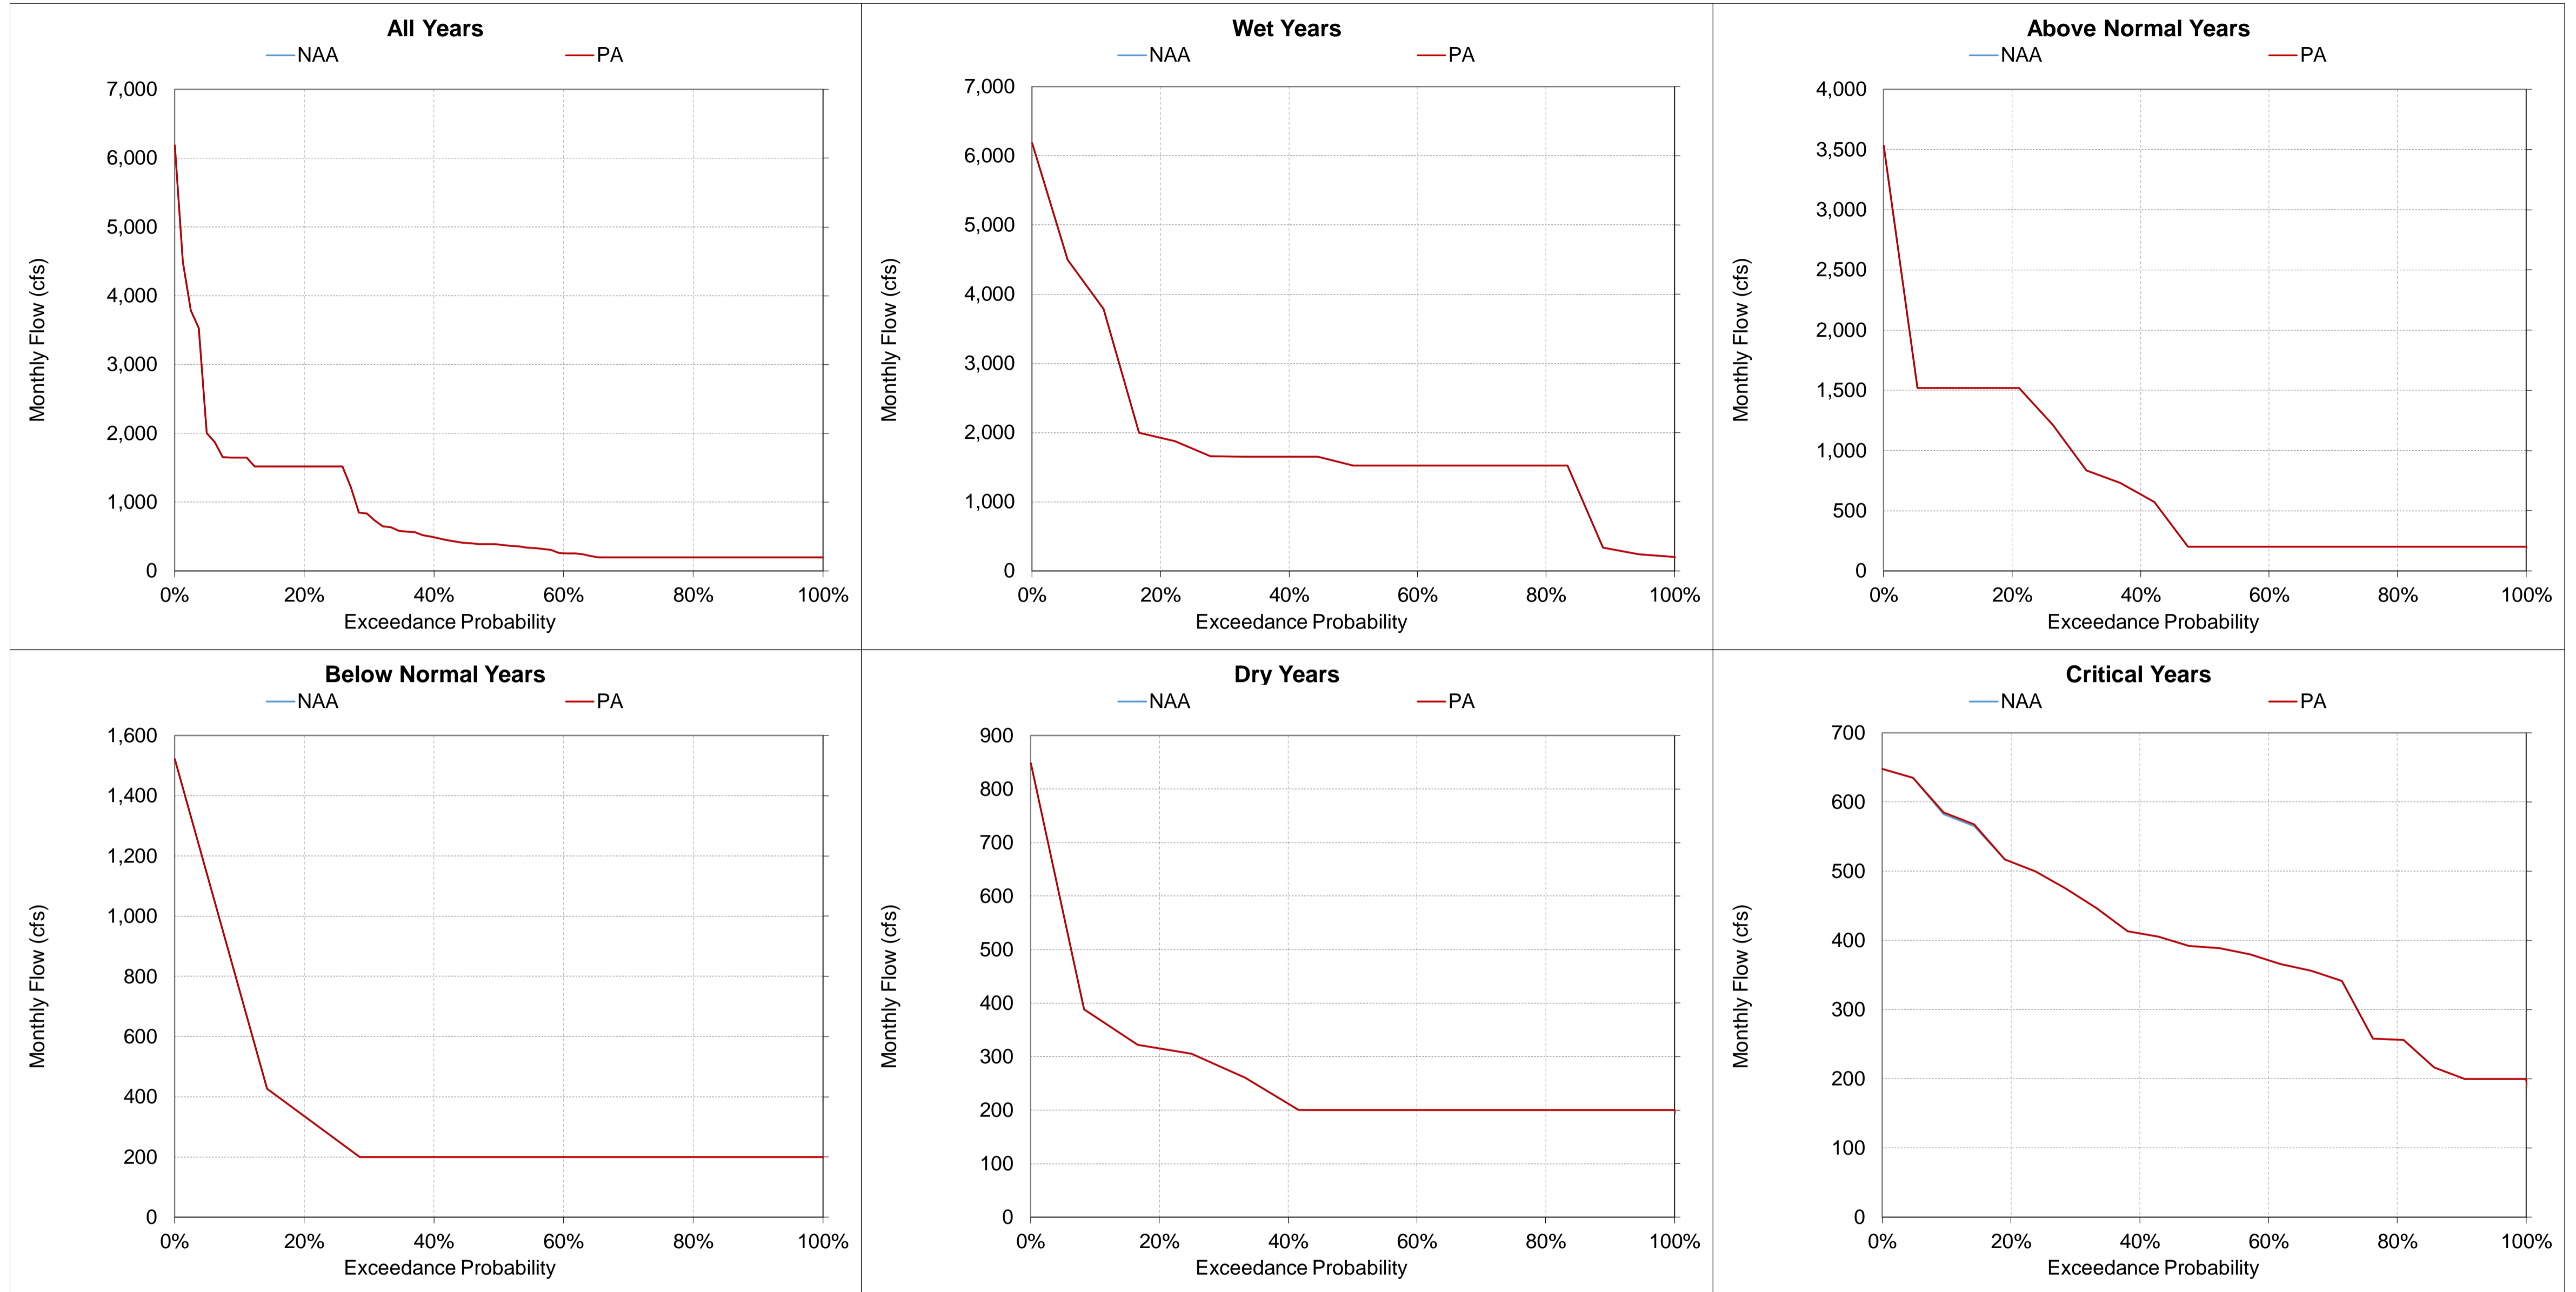 All Years
NAA PA
7,000
6,000
5,000
4,000
3,000
2,000
1,000
0
Monthly Flow (cfs)
0% 20% 40% 60% 80% 100%
Exceedance Probability
Wet Years
NAA PA
7,000
6,000
5,000
4,000
3,000
2,000
1,000
0
Monthly Flow (cfs)
0% 20% 40% 60% 80% 100%
Exceedance Probability
Above Normal Years
NAA PA
4,000
3,500
3,000
2,500
2,000
1,500
1,000
500
0
Monthly Flow (cfs)
0% 20% 40% 60% 80% 100%
Exceedance Probability
Below Normal Years
NAA PA
1,600
1,400
1,200
1,000
800
600
400
200
0
Monthly Flow (cfs)
0% 20% 40% 60% 80% 100%
Exceedance Probability
Dry Years
NAA PA
900
800
700
600
500
400
300
200
100
0
Monthly Flow (cfs)
0% 20% 40% 60% 80% 100%
Exceedance Probability
Critical Years
NAA PA
700
600
500
400
300
200
100
0
Monthly Flow (cfs)
0% 20% 40% 60% 80% 100%
Exceedance Probability